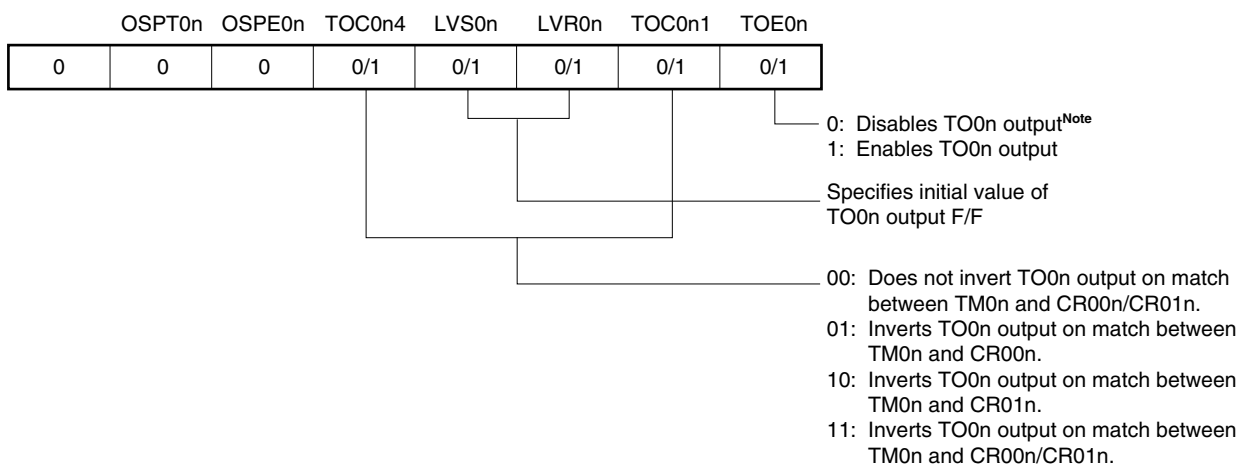 OSPT0n OSPE0n TOC0n4 LVS0n LVR0n TOC0n1 TOE0n
0 0 0 0/1 0/1 0/1 0/1 0/1
0: Disables TO0n outputNote
1: Enables TO0n output
Specifies initial value of
TO0n output F/F
00: Does not invert TO0n output on match
between TM0n and CR00n/CR01n.
01: Inverts TO0n output on match between
TM0n and CR00n.
10: Inverts TO0n output on match between
TM0n and CR01n.
11: Inverts TO0n output on match between
TM0n and CR00n/CR01n.